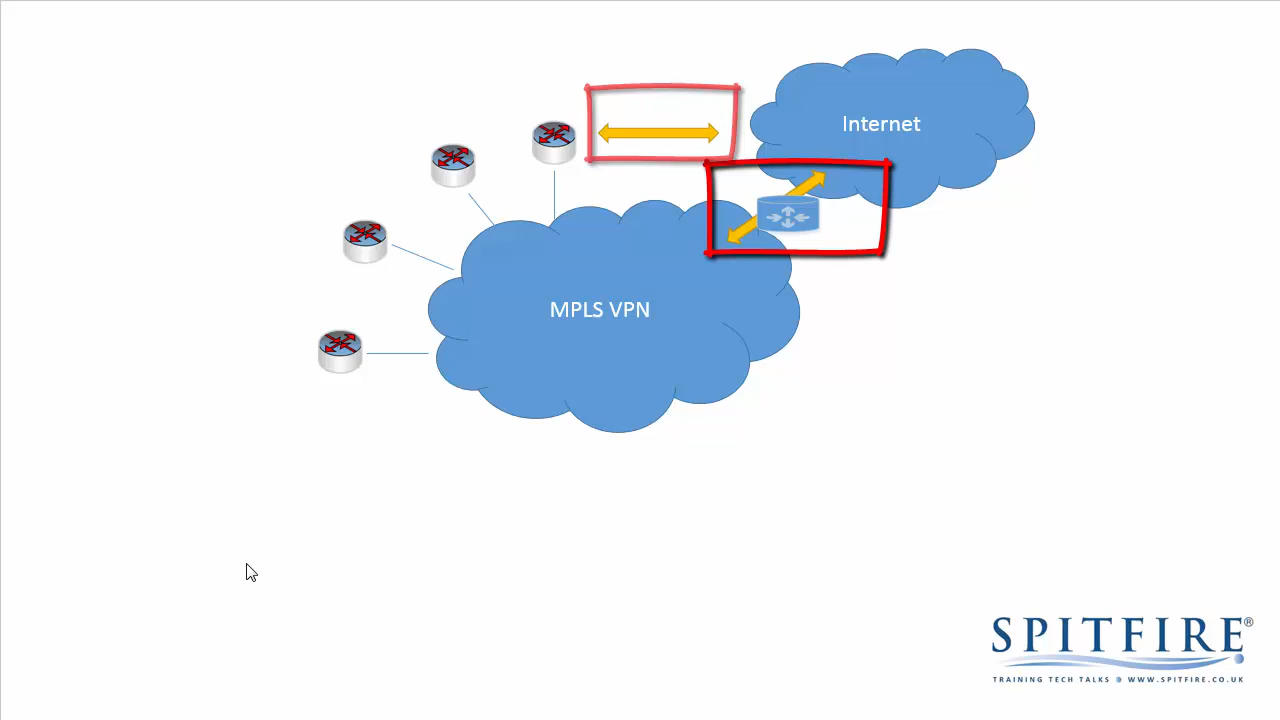 Internet
MPLS VPN
SPITFIRE®
TRAINING TECH TALKS WWW.SPITFIRE.CO.UK